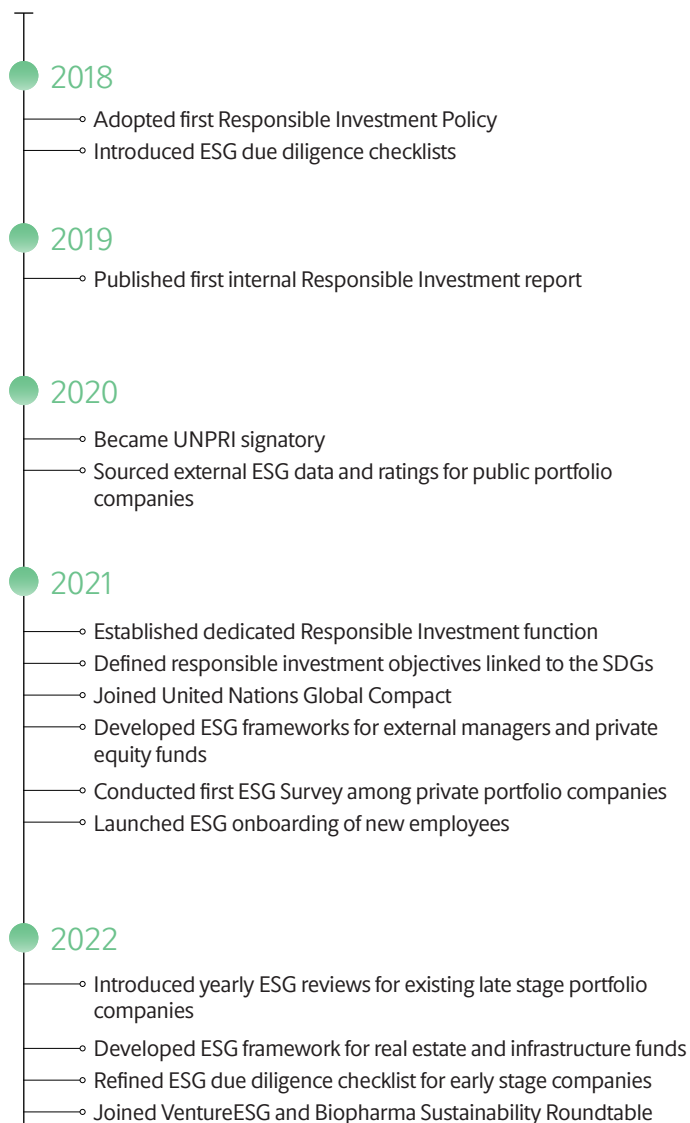 2018
Adopted first Responsible Investment Policy
Introduced ESG due diligence checklists
2019
Published first internal Responsible Investment report
2020
Became UNPRI signatory
Sourced external ESG data and ratings for public portfolio
companies
2021
Established dedicated Responsible Investment function
Defined responsible investment objectives linked to the SDGs
Joined United Nations Global Compact
Developed ESG frameworks for external managers and private
equity funds
Conducted first ESG Survey among private portfolio companies
Launched ESG onboarding of new employees
2022
Introduced yearly ESG reviews for existing late stage portfolio
companies
Developed ESG framework for real estate and infrastructure funds
Refined ESG due diligence checklist for early stage companies
Joined VentureESG and Biopharma Sustainability Roundtable